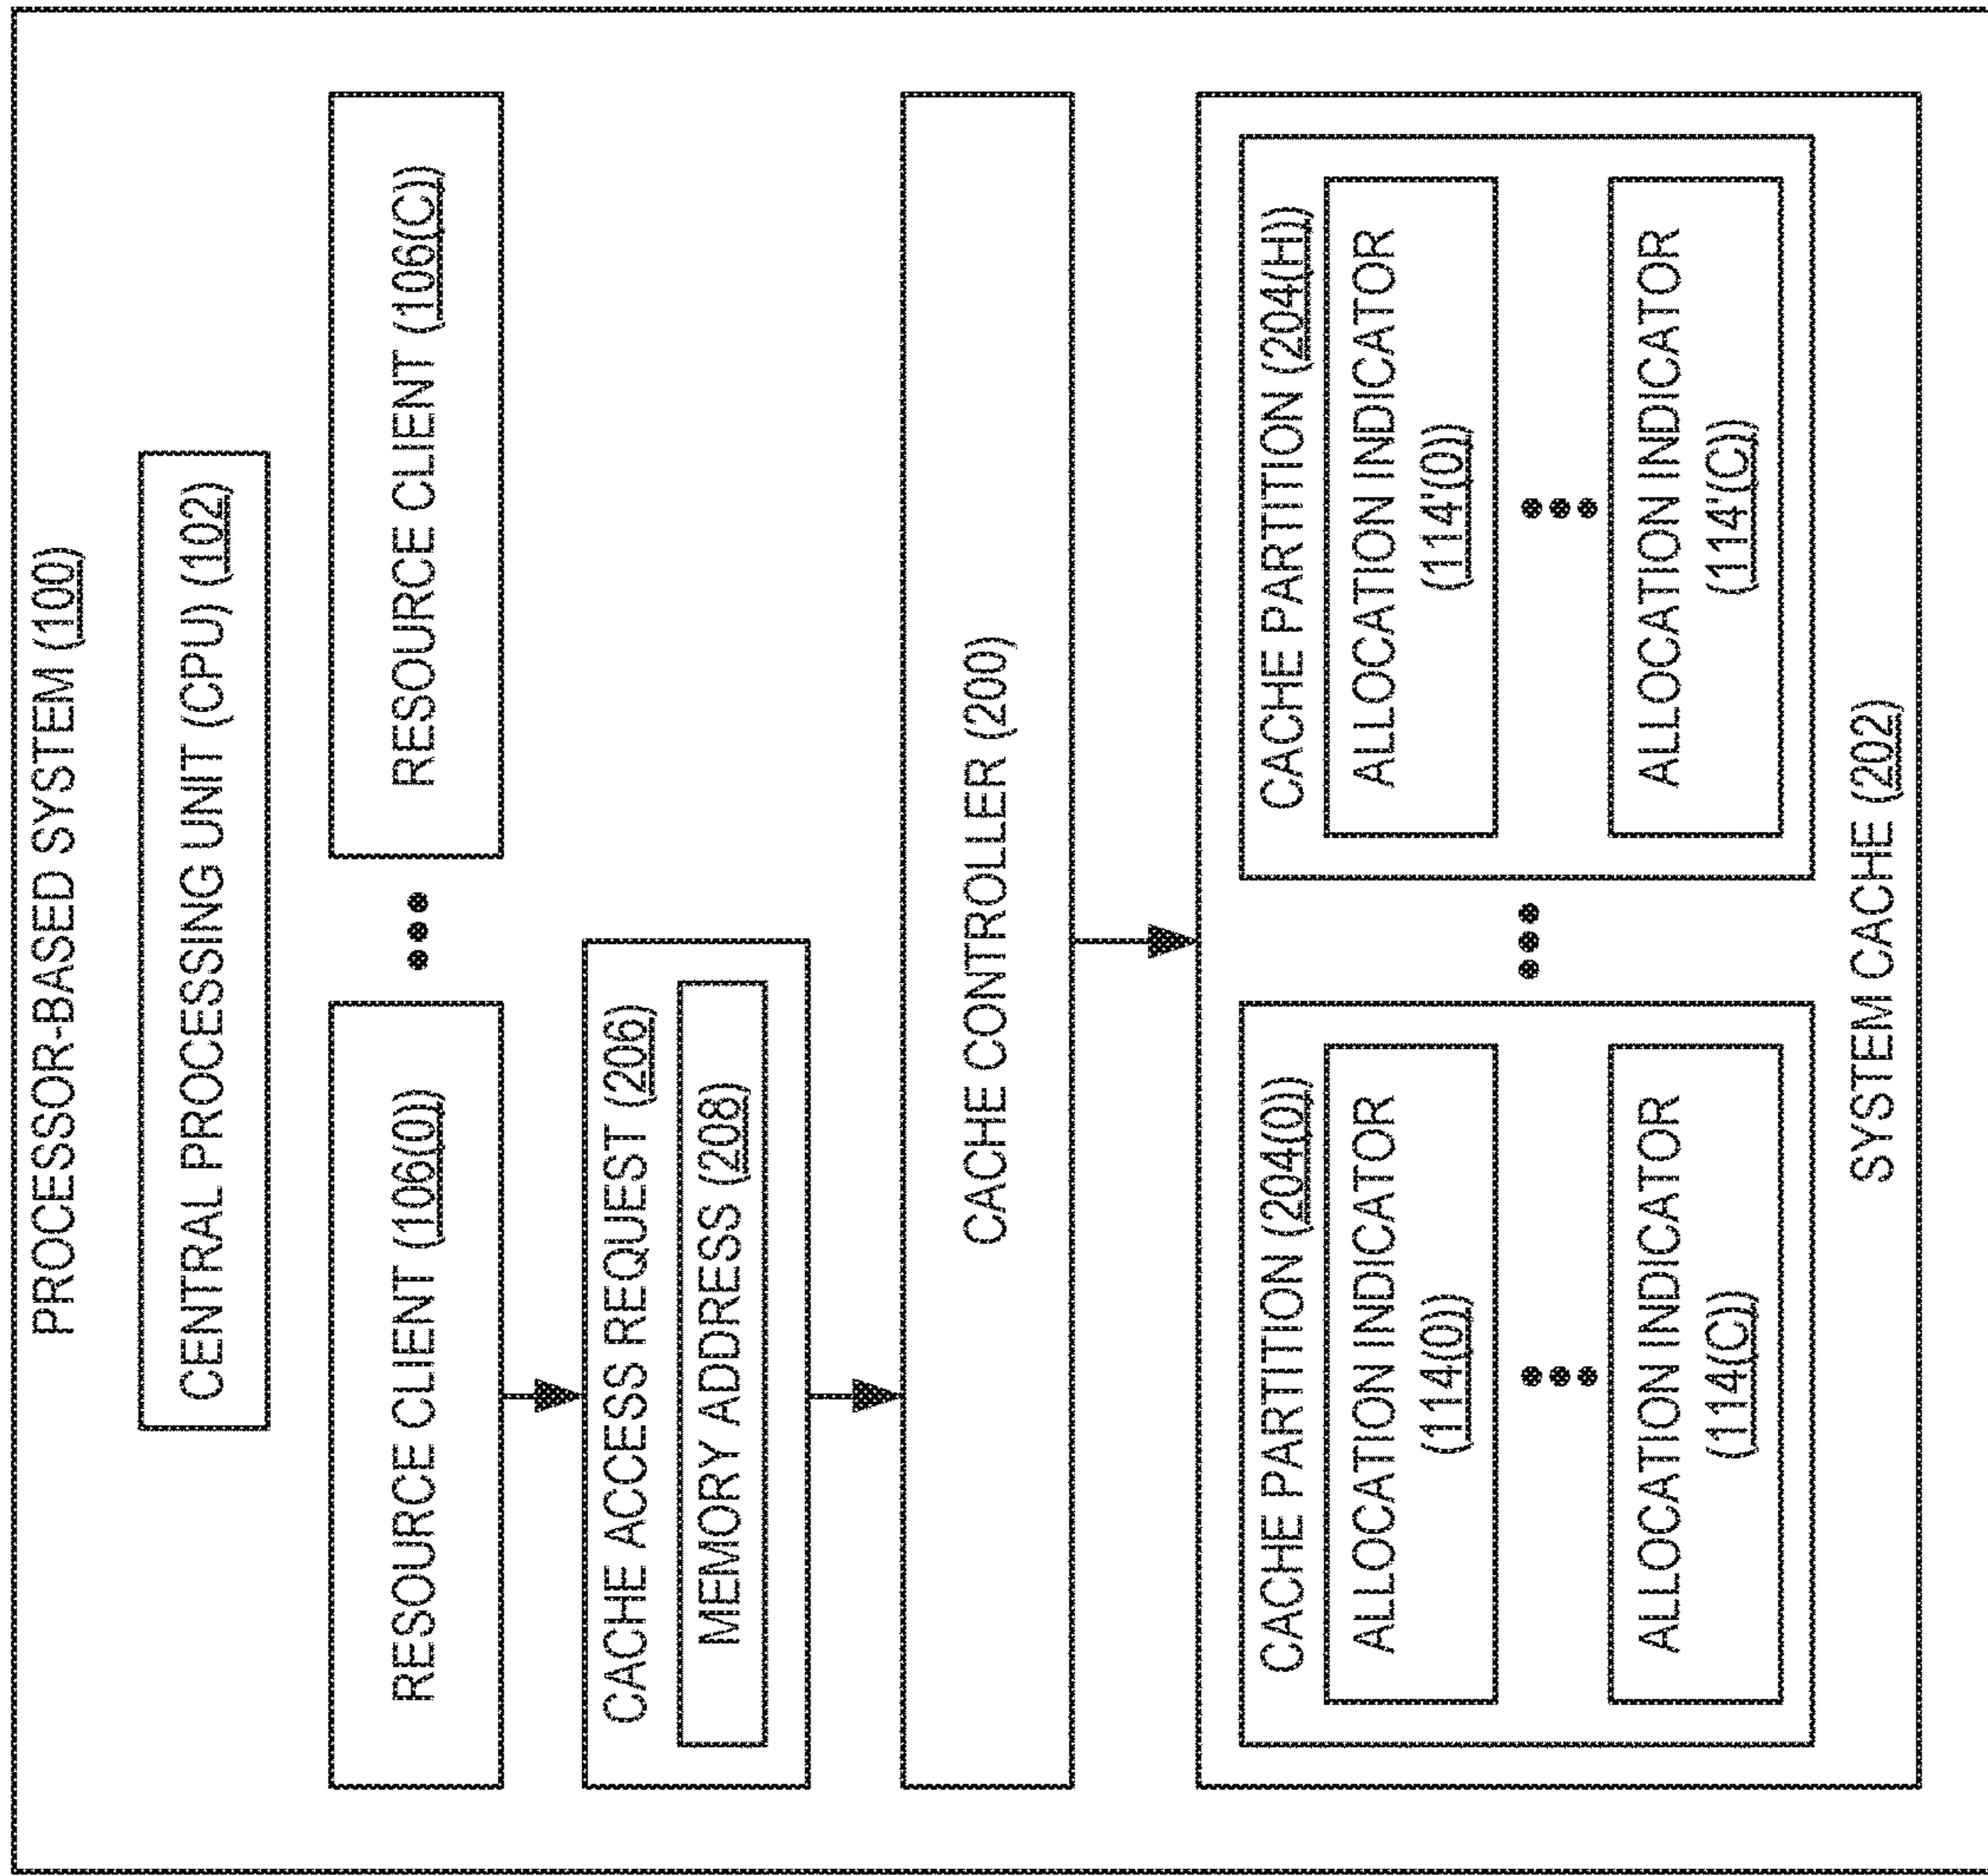 PROCESSOR-BASED SYSTEM (100)
CENTRAL PROCESSING UNIT (CPU) (102)
RESOURCE CLIENT (106(0))
RESOURCE CLIENT (106(C))
CACHE ACCESS REQUEST (206)
MEMORY ADDRESS (208)
CACHE CONTROLLER (200)
CACHE PARTITION (204(0))
ALLOCATION INDICATOR
(114(0))
ALLOCATION INDICATOR
(114(C))
CACHE PARTITION (204(H))
ALLOCATION INDICATOR
(114'(0))
ALLOCATION INDICATOR
(114'(C))
SYSTEM CACHE (202)